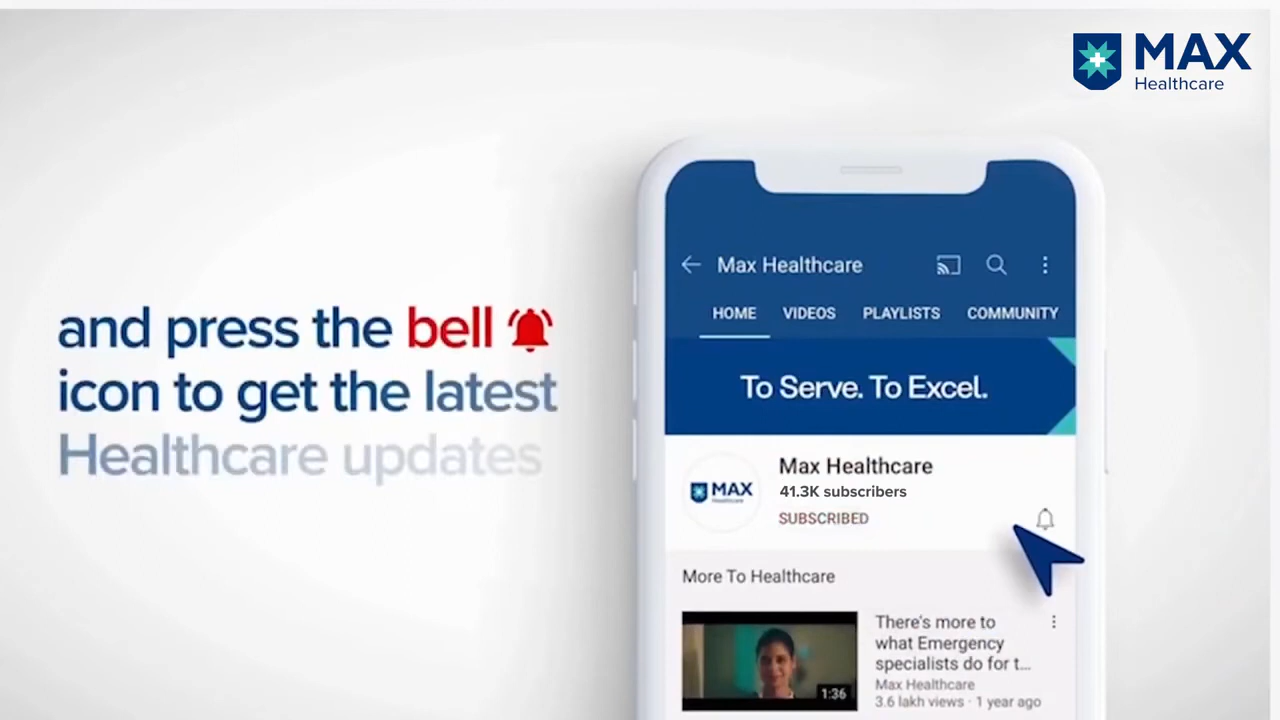 MAX
Healthcare
and press the bell
icon to get the latest
Healthcare updates
Max Healthcare
HOME VIDEOS PLAYLISTS COMMUNITY
To Serve. To Excel.
MAX
Healthcare
Max Healthcare
41.3K subscribers
SUBSCRIBED
More To Healthcare
1:36
There's more to
what Emergency
specialists do for t...
Max Healthcare
3.6 lakh views · 1 year ago